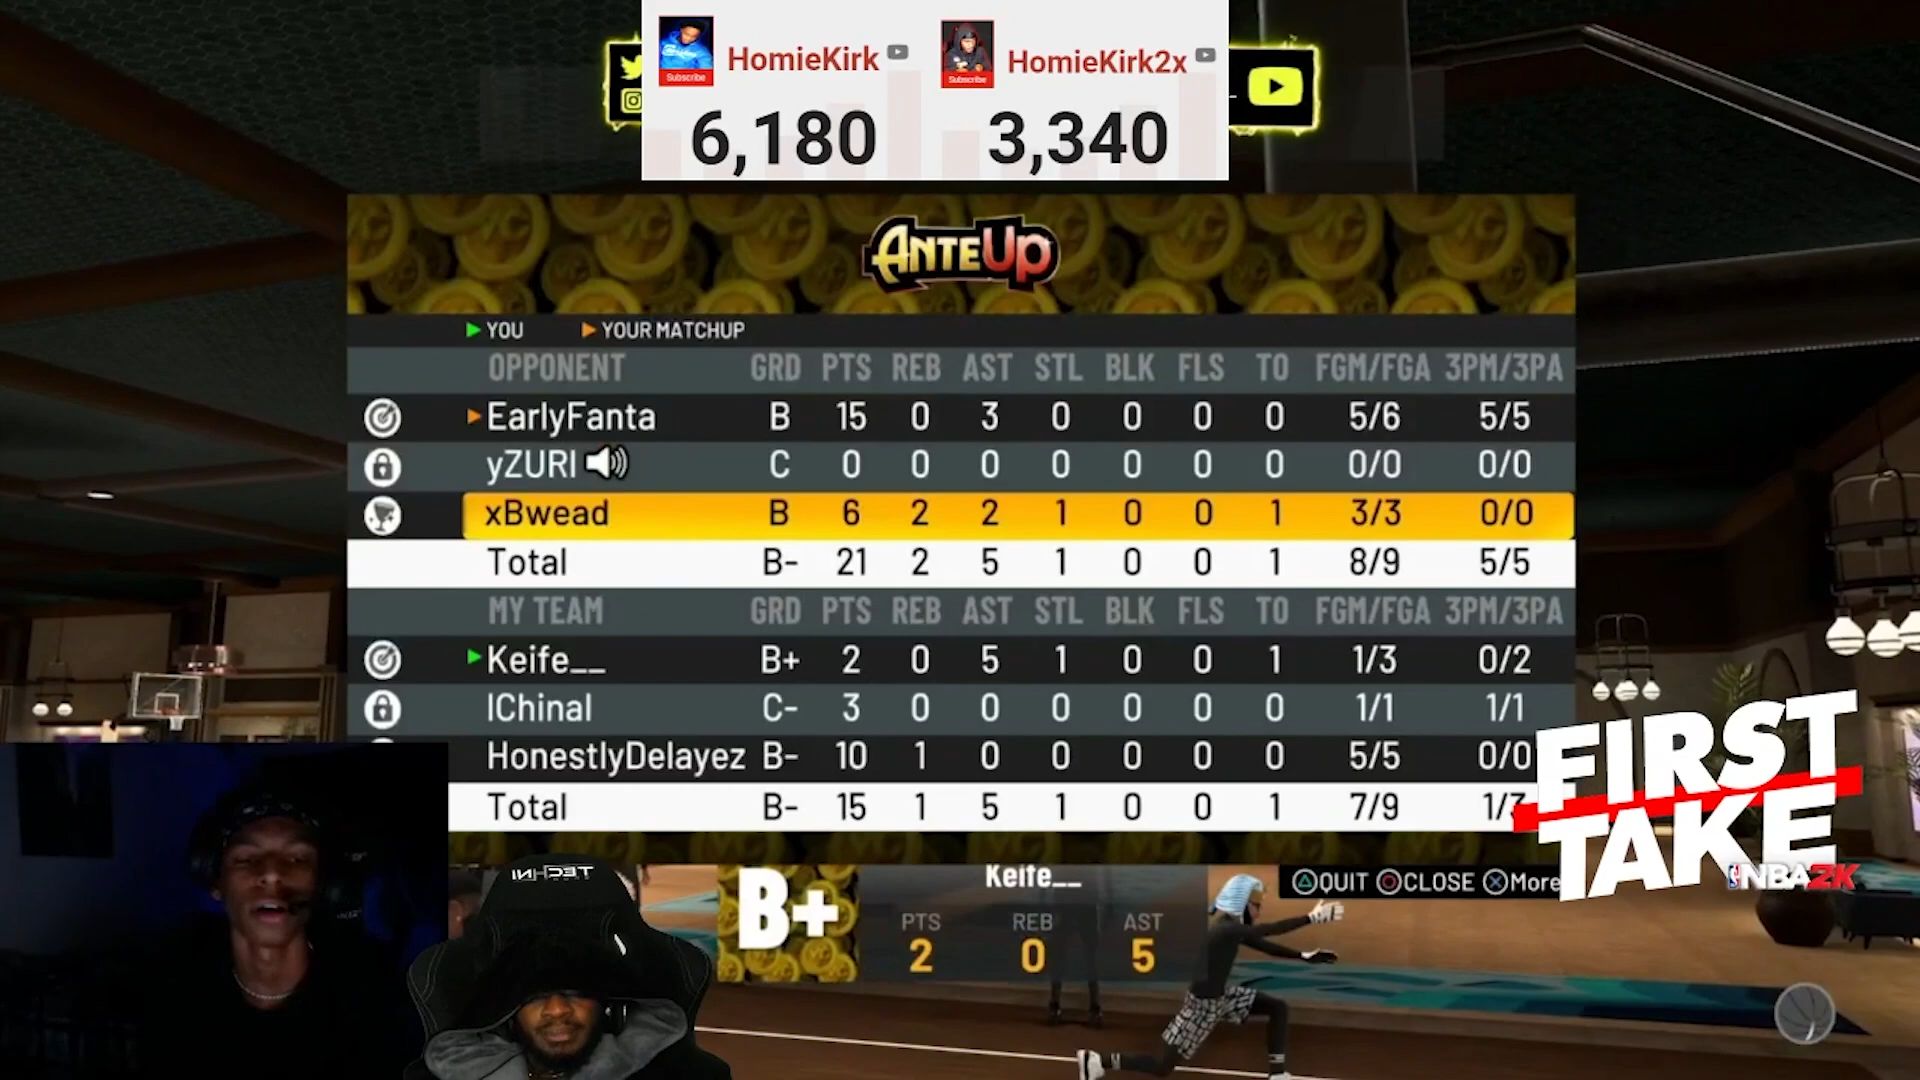 HomieKirk
HomieKirk2x
Subscribe
Subscribe
6,180
3,340
ANTEUP
YOU YOUR MATCHUP
OPPONENT GRD PTS REB AST STL BLK FLS TO FGM/FGA 3PM/3PA
EarlyFanta B 15 0 3 0 0 0 0 5/6 5/5
yZURI C 0 0 0 0 0 0 0 0/0 0/0
xBwead B 6 2 2 1 0 0 1 3/3 0/0
Total B- 21 2 5 1 0 0 1 8/9 5/5
MY TEAM GRD PTS REB AST STL BLK FLS TO FGM/FGA 3PM/3PA
Keife__ B+ 2 0 5 1 0 0 1 1/3 0/2
IChinal C- 3 0 0 0 0 0 0 1/1 1/1
HonestlyDelayez B- 10 1 0 0 0 0 0 5/5 0/0
Total B- 15 1 5 1 0 0 1 7/9 1/3
FIRST
TAKE
NBA2K
B+
Keife__
PTS REB AST
2 0 5
QUIT CLOSE More
TECHNI